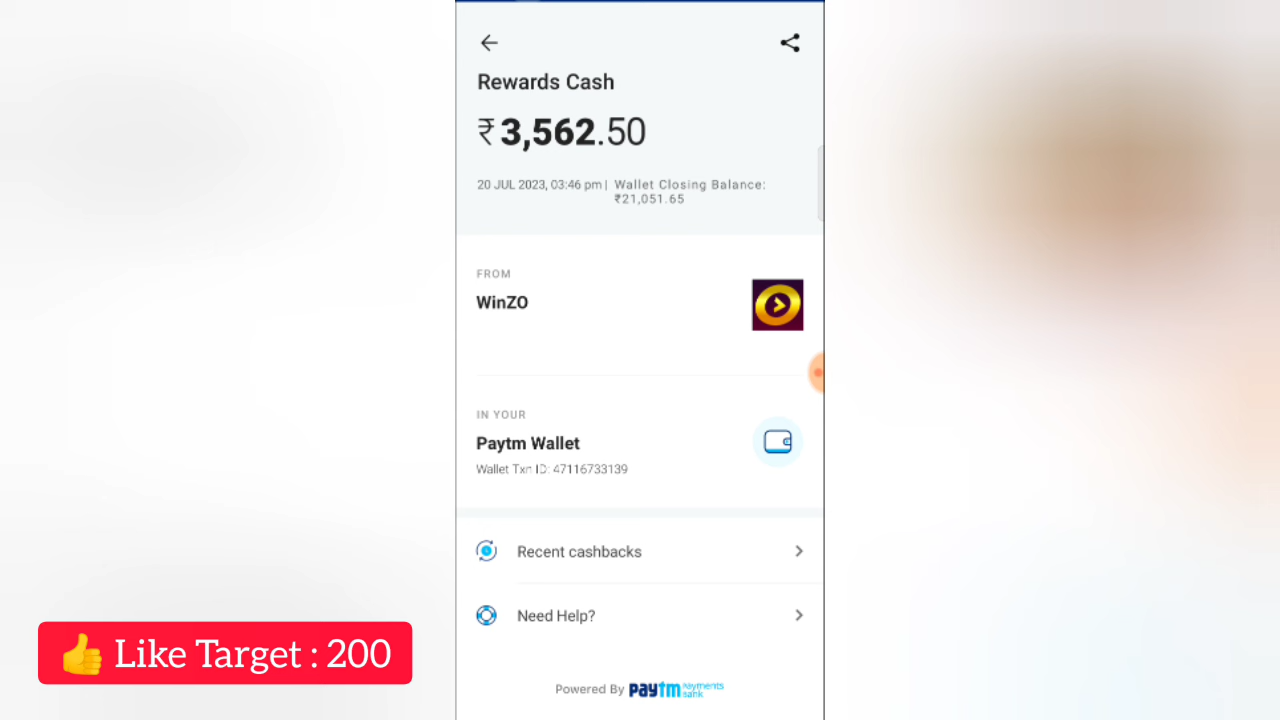 Rewards Cash
₹3,562.50
20 JUL 2023, 03:46 pm | Wallet Closing Balance:
₹21,051.65
FROM
WinZO
IN YOUR
Paytm Wallet
Wallet Txn ID: 47116733139
Recent cashbacks
Need Help?
👍 Like Target : 200
Powered By paytm payments
bank